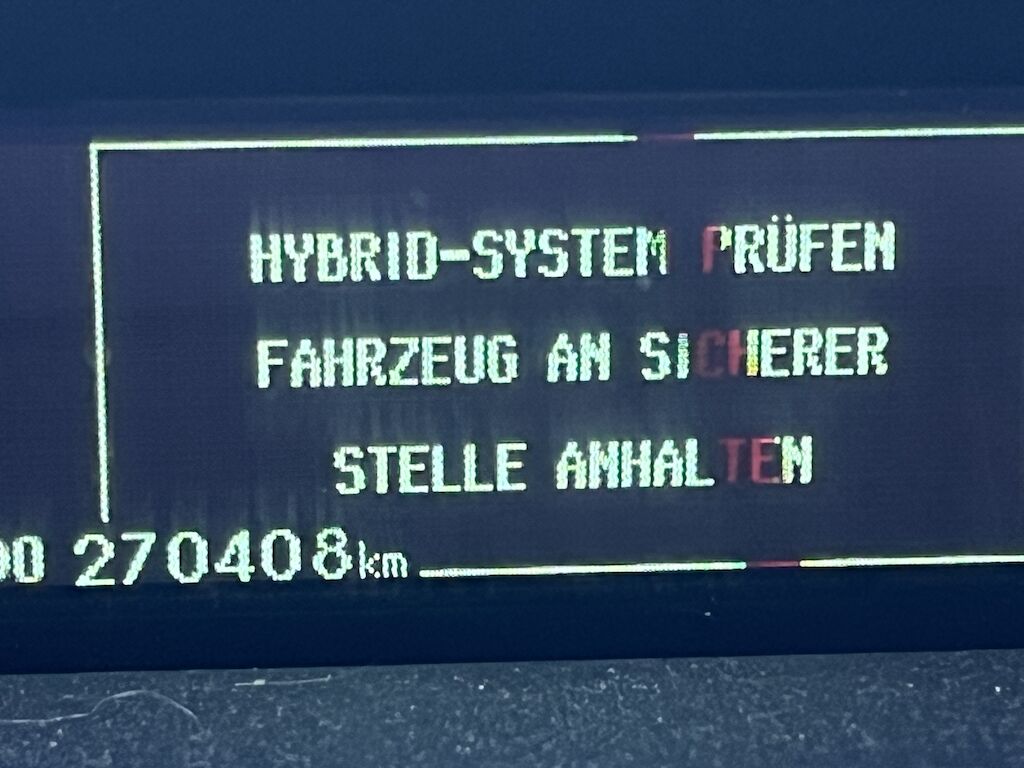 HYBRID-SYSTEM PRÜFEN
FAHRZEUG AN SICHERER
STELLE ANHALTEN
270408km